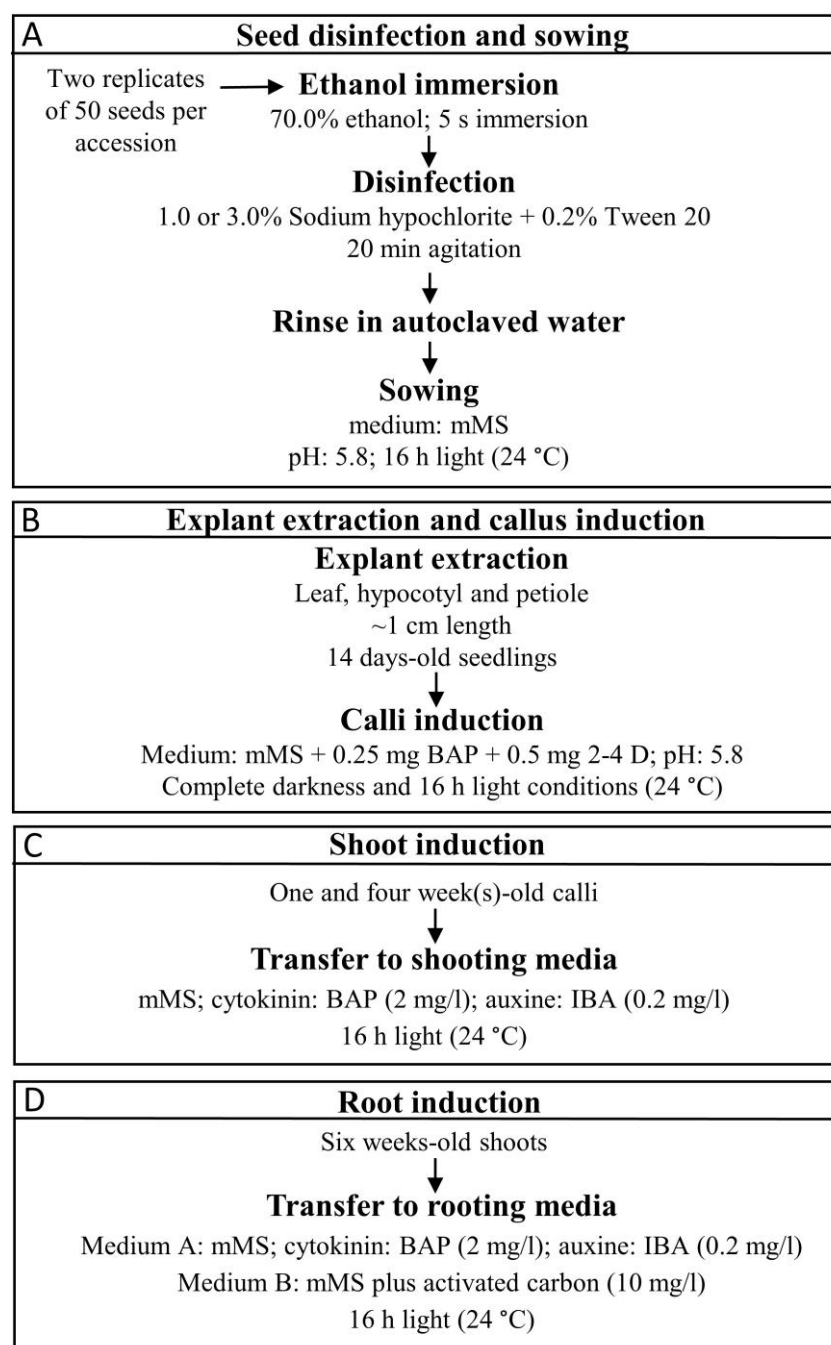 A
Seed disinfection and sowing
Two replicates
of 50 seeds per
accession
Ethanol immersion
70.0% ethanol; 5 s immersion
Disinfection
1.0 or 3.0% Sodium hypochlorite + 0.2% Tween 20
20 min agitation
Rinse in autoclaved water
Sowing
medium: mMS
pH: 5.8; 16 h light (24 °C)
B
Explant extraction and callus induction
Explant extraction
Leaf, hypocotyl and petiole
~1 cm length
14 days-old seedlings
Calli induction
Medium: mMS + 0.25 mg BAP + 0.5 mg 2-4 D; pH: 5.8
Complete darkness and 16 h light conditions (24 °C)
C
Shoot induction
One and four week(s)-old calli
Transfer to shooting media
mMS; cytokinin: BAP (2 mg/l); auxine: IBA (0.2 mg/l)
16 h light (24 °C)
D
Root induction
Six weeks-old shoots
Transfer to rooting media
Medium A: mMS; cytokinin: BAP (2 mg/l); auxine: IBA (0.2 mg/l)
Medium B: mMS plus activated carbon (10 mg/l)
16 h light (24 °C)